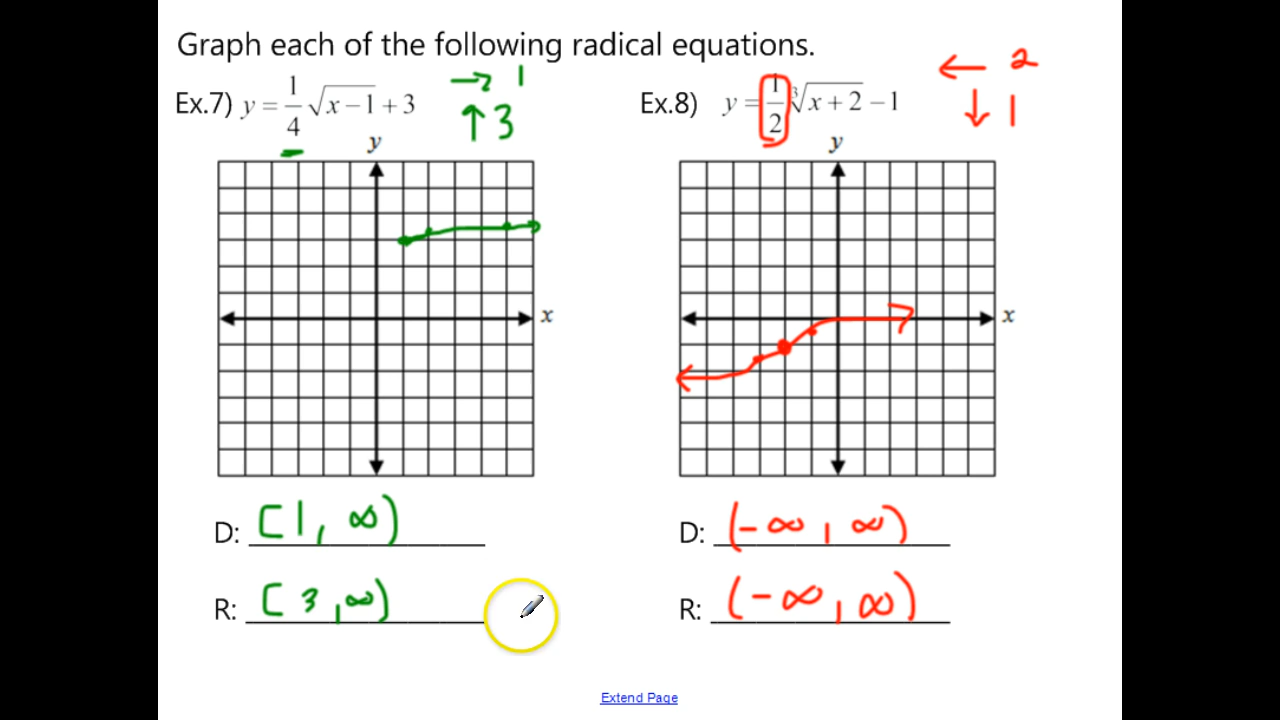 Graph each of the following radical equations.
Ex.7) y = 1/4 √(x − 1) + 3
→ 1
↑ 3
Ex.8) y = 1/2 ∛(x + 2) − 1
← 2
↓ 1
y
x
y
x
D: [1, ∞)
R: [3, ∞)
D: (-∞, ∞)
R: (-∞, ∞)
Extend Page